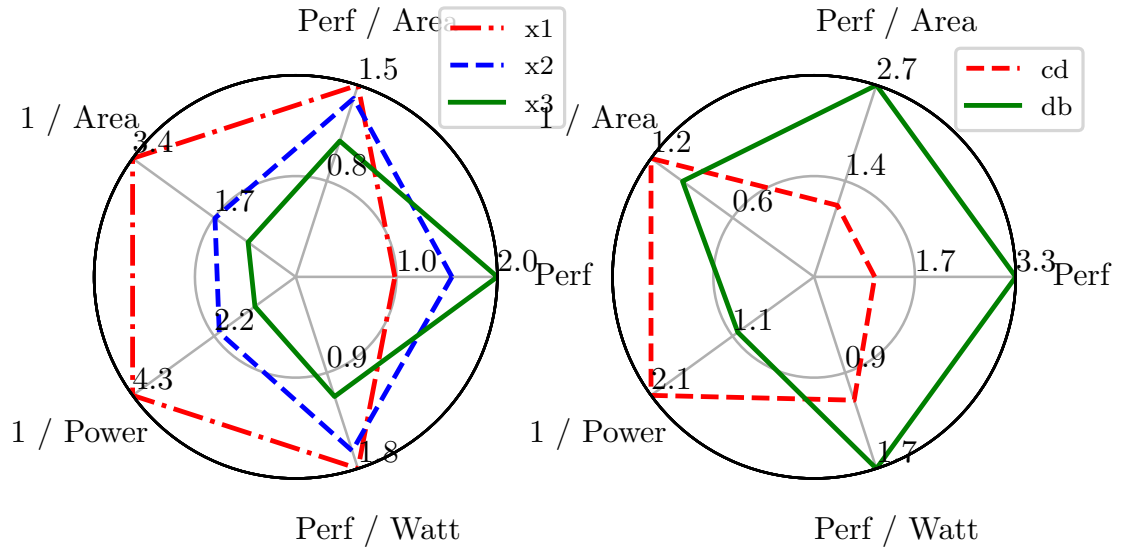 Perf / Area
x1
x2
x3
1.5
1 / Area
3.4
0.8
1.7
1.0
2.0
Perf
2.2
0.9
4.3
1 / Power
1.8
Perf / Watt
Perf / Area
cd
db
2.7
1 / Area
1.2
1.4
0.6
1.7
3.3
Perf
1.1
0.9
2.1
1 / Power
1.7
Perf / Watt